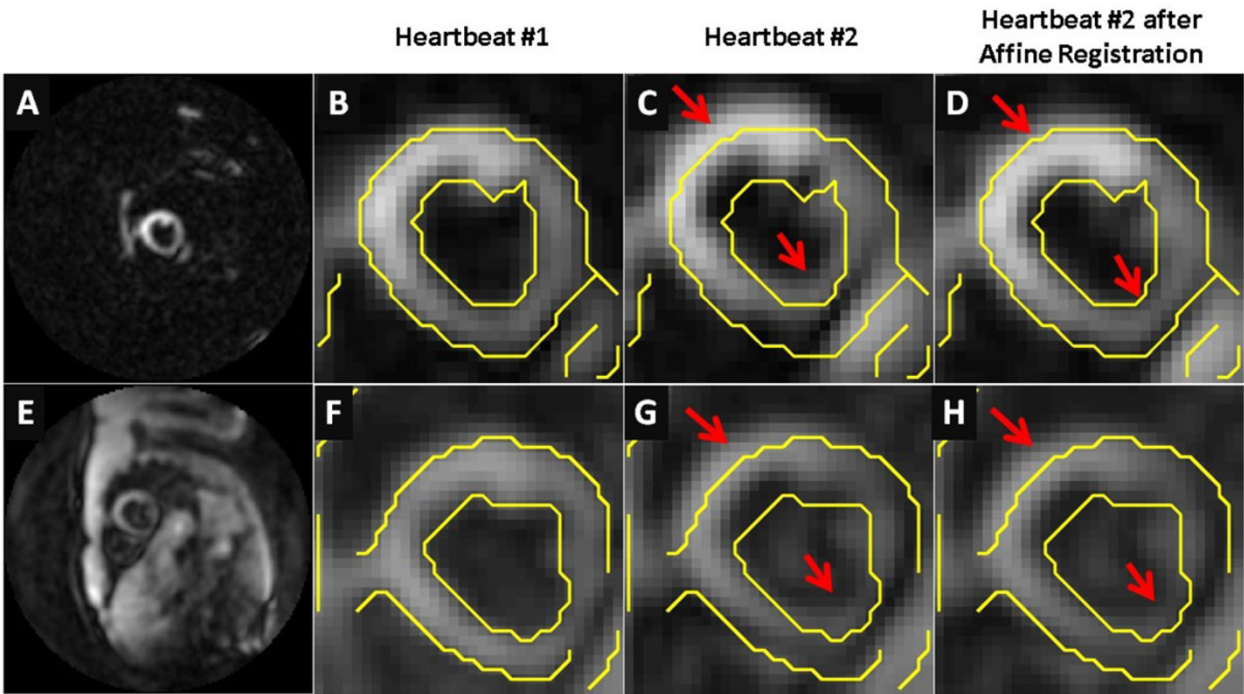 Heartbeat #1
Heartbeat #2
Heartbeat #2 after
Affine Registration
A
B
C
D
E
F
G
H